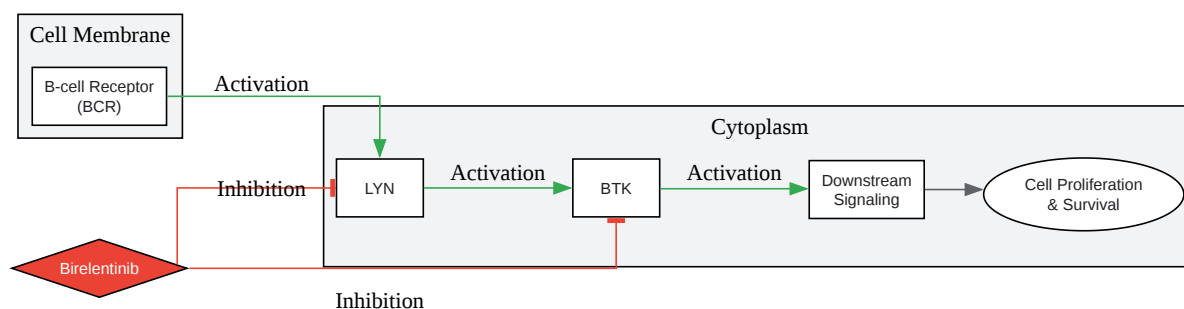 Cell Membrane
B-cell Receptor
(BCR)
Activation
Cytoplasm
LYN
Activation
BTK
Activation
Downstream
Signaling
Cell Proliferation
& Survival
Inhibition
Birelentinib
Inhibition